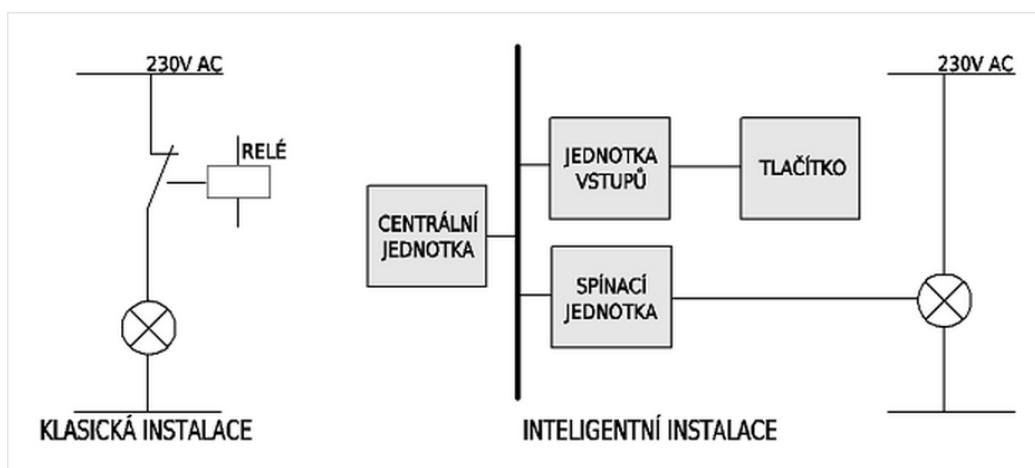 230V AC
RELÉ
KLASICKÁ INSTALACE
CENTRÁLNÍ
JEDNOTKA
JEDNOTKA
VSTUPŮ
TLAČÍTKO
SPÍNACÍ
JEDNOTKA
230V AC
INTELIGENTNÍ INSTALACE